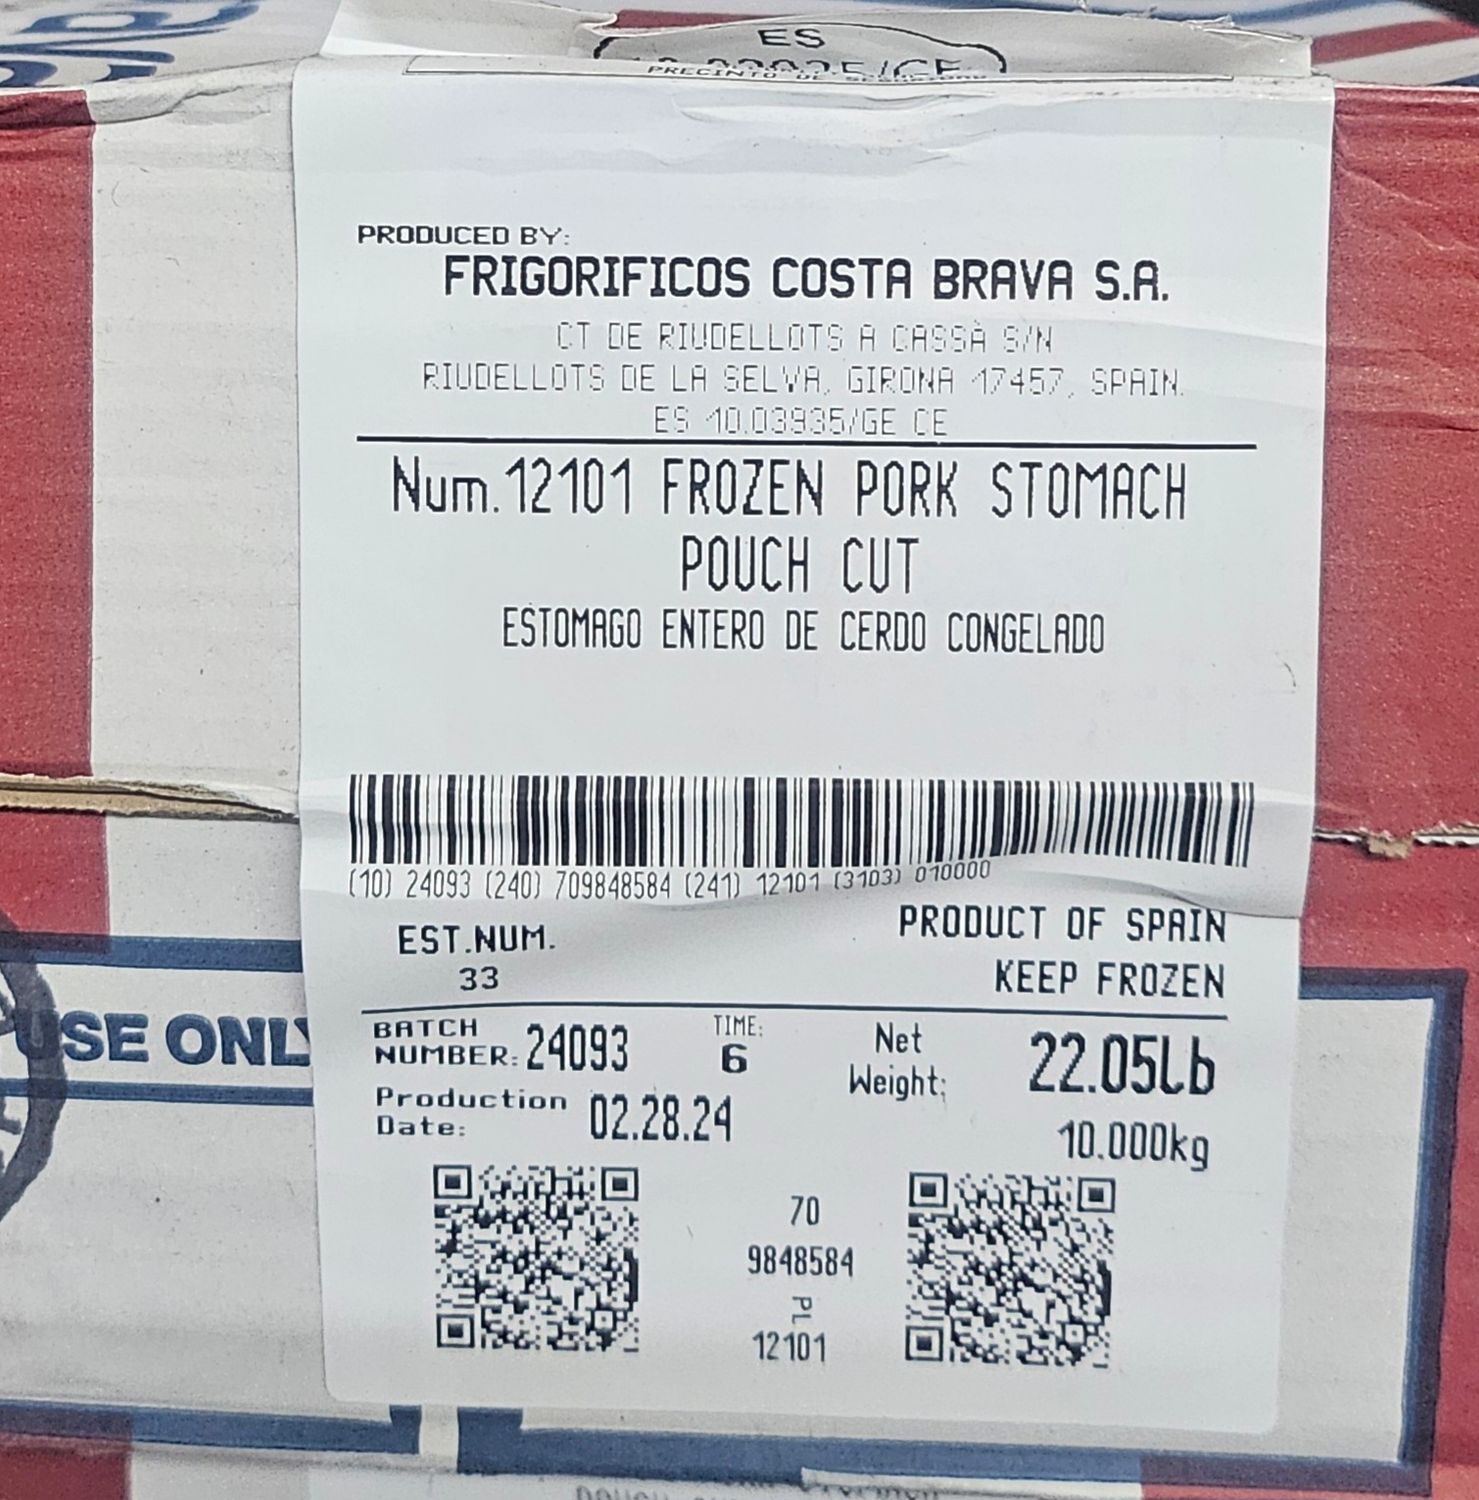 ES
PRECINTO DE
PRODUCED BY:
FRIGORIFICOS COSTA BRAVA S.A.
CT DE RIUDELLOTS A CASSÀ S/N
RIUDELLOTS DE LA SELVA, GIRONA 17457, SPAIN.
ES 10.03935/GE CE
Num.12101 FROZEN PORK STOMACH
POUCH CUT
ESTOMAGO ENTERO DE CERDO CONGELADO
(10) 24093 (240) 709848584 (241) 12101 (3103) 010000
EST.NUM.
33
PRODUCT OF SPAIN
KEEP FROZEN
USE ONLY
BATCH
NUMBER: 24093
TIME:
6
Net
Weight:
22.05Lb
10.000kg
Production
Date: 02.28.24
70
9848584
PL
12101